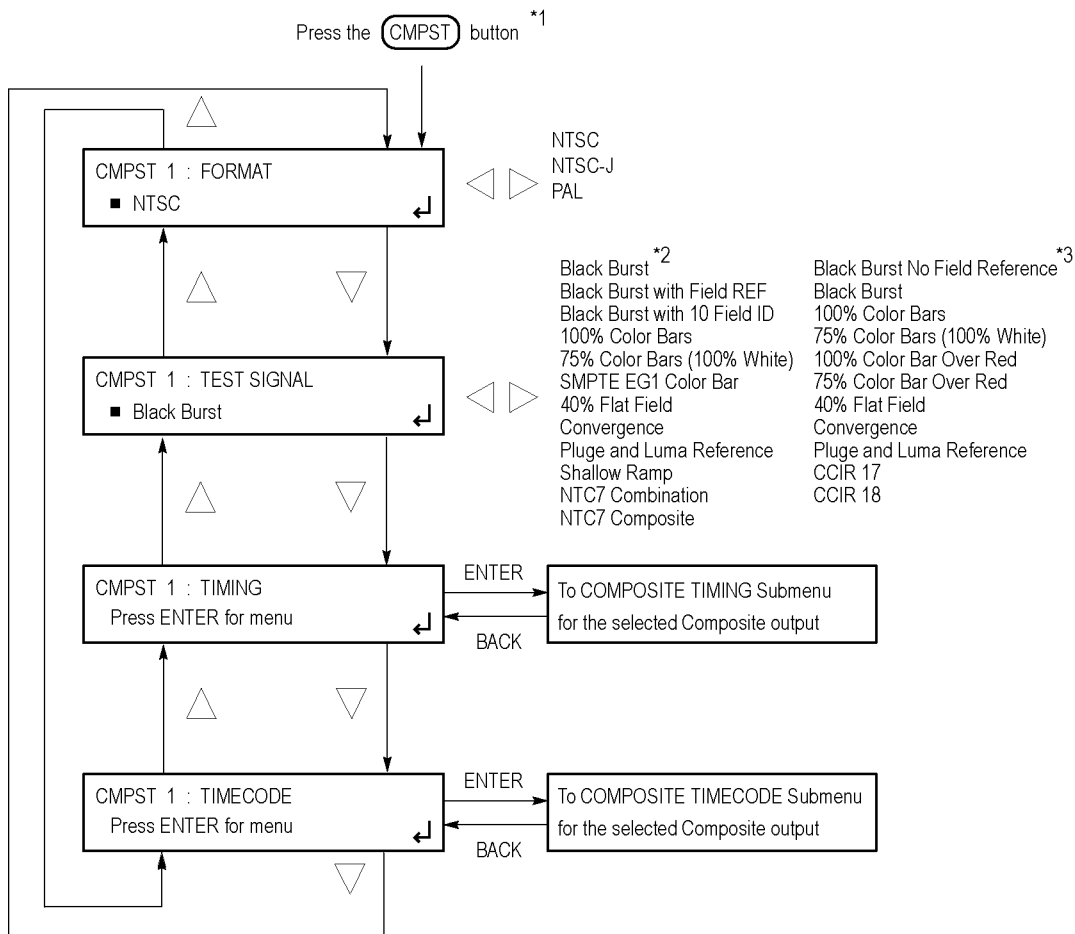 Press the CMPST button *1
CMPST 1 : FORMAT
■ NTSC
NTSC
NTSC-J
PAL
CMPST 1 : TEST SIGNAL
■ Black Burst
Black Burst *2
Black Burst with Field REF
Black Burst with 10 Field ID
100% Color Bars
75% Color Bars (100% White)
SMPTE EG1 Color Bar
40% Flat Field
Convergence
Pluge and Luma Reference
Shallow Ramp
NTC7 Combination
NTC7 Composite
Black Burst No Field Reference *3
Black Burst
100% Color Bars
75% Color Bars (100% White)
100% Color Bar Over Red
75% Color Bar Over Red
40% Flat Field
Convergence
Pluge and Luma Reference
CCIR 17
CCIR 18
CMPST 1 : TIMING
Press ENTER for menu
ENTER
BACK
To COMPOSITE TIMING Submenu
for the selected Composite output
CMPST 1 : TIMECODE
Press ENTER for menu
ENTER
BACK
To COMPOSITE TIMECODE Submenu
for the selected Composite output